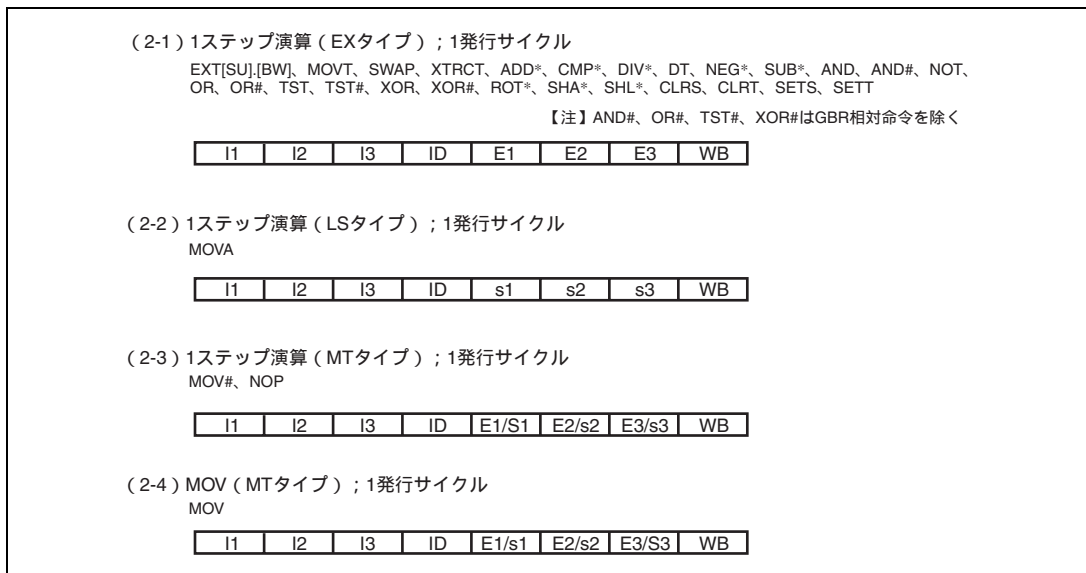 （2-1）1ステップ演算（EXタイプ）；1発行サイクル
EXT[SU].[BW]、MOVT、SWAP、XTRCT、ADD*、CMP*、DIV*、DT、NEG*、SUB*、AND、AND#、NOT、
OR、OR#、TST、TST#、XOR、XOR#、ROT*、SHA*、SHL*、CLRS、CLRT、SETS、SETT
【注】AND#、OR#、TST#、XOR#はGBR相対命令を除く
I1 I2 I3 ID E1 E2 E3 WB
（2-2）1ステップ演算（LSタイプ）；1発行サイクル
MOVA
I1 I2 I3 ID s1 s2 s3 WB
（2-3）1ステップ演算（MTタイプ）；1発行サイクル
MOV#、NOP
I1 I2 I3 ID E1/S1 E2/s2 E3/s3 WB
（2-4）MOV（MTタイプ）；1発行サイクル
MOV
I1 I2 I3 ID E1/s1 E2/s2 E3/S3 WB